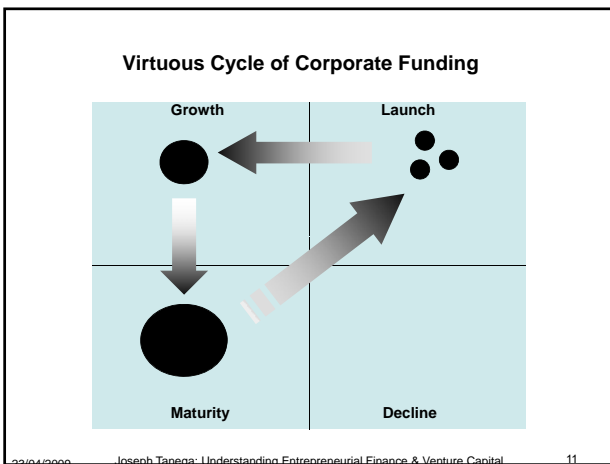 Virtuous Cycle of Corporate Funding
Growth Launch
Maturity Decline
Joseph Tanega: Understanding Entrepreneurial Finance & Venture Capital 11